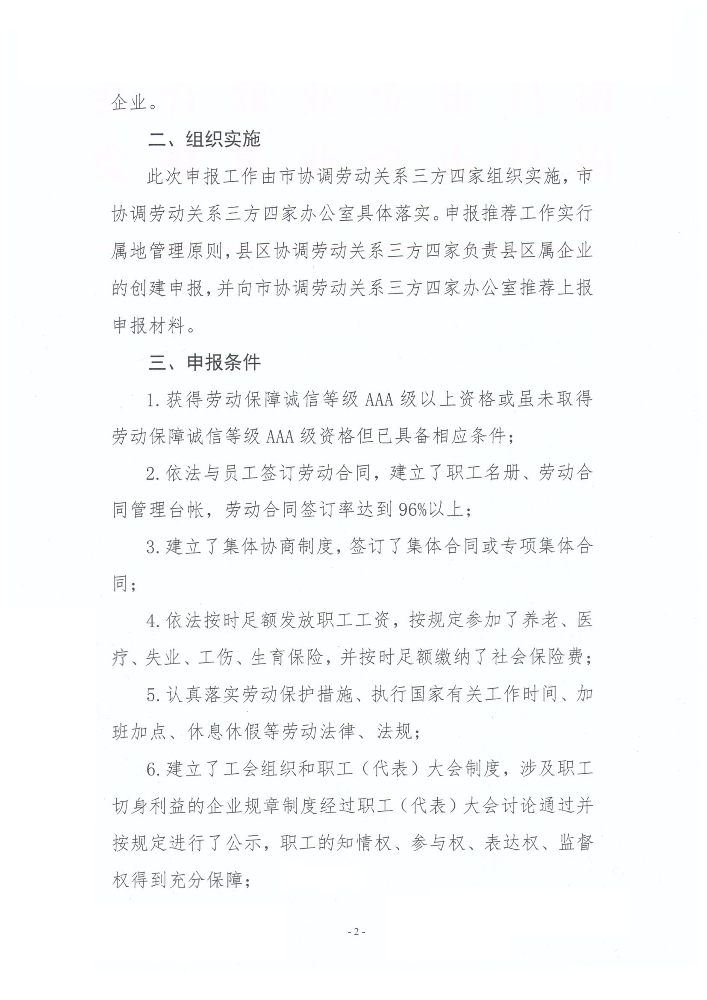 企业。
二、组织实施
此次申报工作由市协调劳动关系三方四家组织实施，市
协调劳动关系三方四家办公室具体落实。申报推荐工作实行
属地管理原则，县区协调劳动关系三方四家负责县区属企业
的创建申报，并向市协调劳动关系三方四家办公室推荐上报
申报材料。
三、申报条件
1.获得劳动保障诚信等级 AAA 级以上资格或虽未取得
劳动保障诚信等级 AAA 级资格但已具备相应条件；
2.依法与员工签订劳动合同，建立了职工名册、劳动合
同管理台帐，劳动合同签订率达到 96%以上；
3.建立了集体协商制度，签订了集体合同或专项集体合
同；
4.依法按时足额发放职工工资，按规定参加了养老、医
疗、失业、工伤、生育保险，并按时足额缴纳了社会保险费；
5.认真落实劳动保护措施、执行国家有关工作时间、加
班加点、休息休假等劳动法律、法规；
6.建立了工会组织和职工（代表）大会制度，涉及职工
切身利益的企业规章制度经过职工（代表）大会讨论通过并
按规定进行了公示，职工的知情权、参与权、表达权、监督
权得到充分保障；
- 2 -